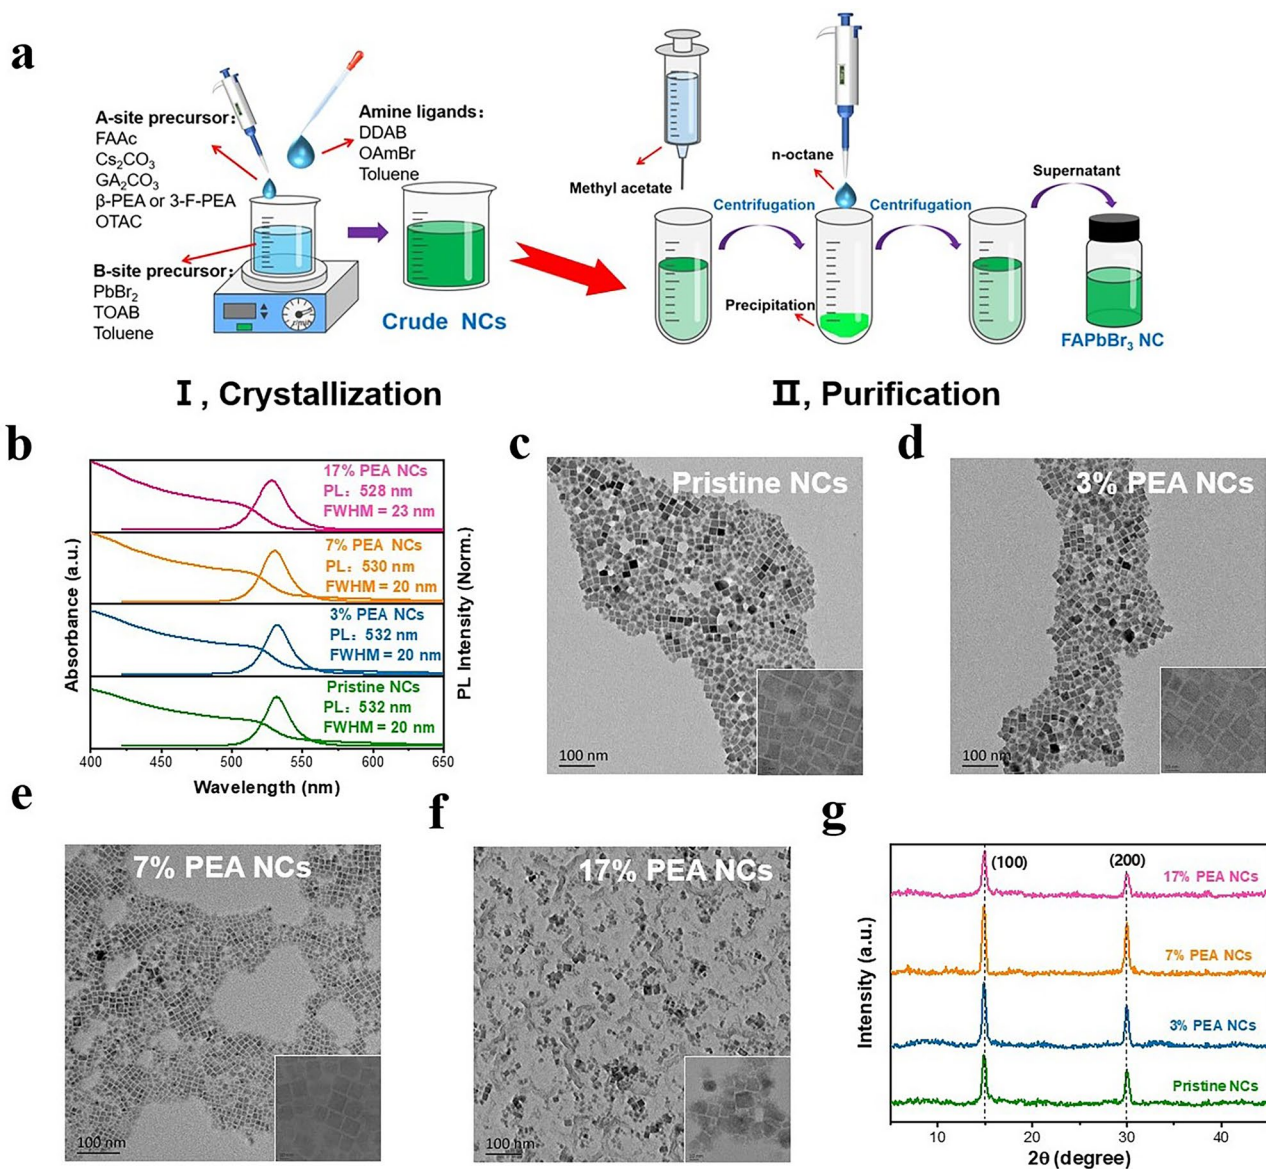 a
A-site precursor:
FAAc
Cs₂CO₃
GA₂CO₃
β-PEA or 3-F-PEA
OTAC
B-site precursor:
PbBr₂
TOAB
Toluene
Amine ligands:
DDAB
OAmBr
Toluene
Crude NCs
Methyl acetate
Centrifugation
n-octane
Precipitation
Centrifugation
Supernatant
FAPbBr₃ NC
Ⅰ, Crystallization
Ⅱ, Purification
b
Absorbance (a.u.)
PL Intensity (Norm.)
17% PEA NCs
PL: 528 nm
FWHM = 23 nm
7% PEA NCs
PL: 530 nm
FWHM = 20 nm
3% PEA NCs
PL: 532 nm
FWHM = 20 nm
Pristine NCs
PL: 532 nm
FWHM = 20 nm
400 450 500 550 600 650
Wavelength (nm)
c
Pristine NCs
100 nm
d
3% PEA NCs
100 nm
e
7% PEA NCs
100 nm
f
17% PEA NCs
100 nm
g
Intensity (a.u.)
(100)
(200)
17% PEA NCs
7% PEA NCs
3% PEA NCs
Pristine NCs
10 20 30 40
2θ (degree)